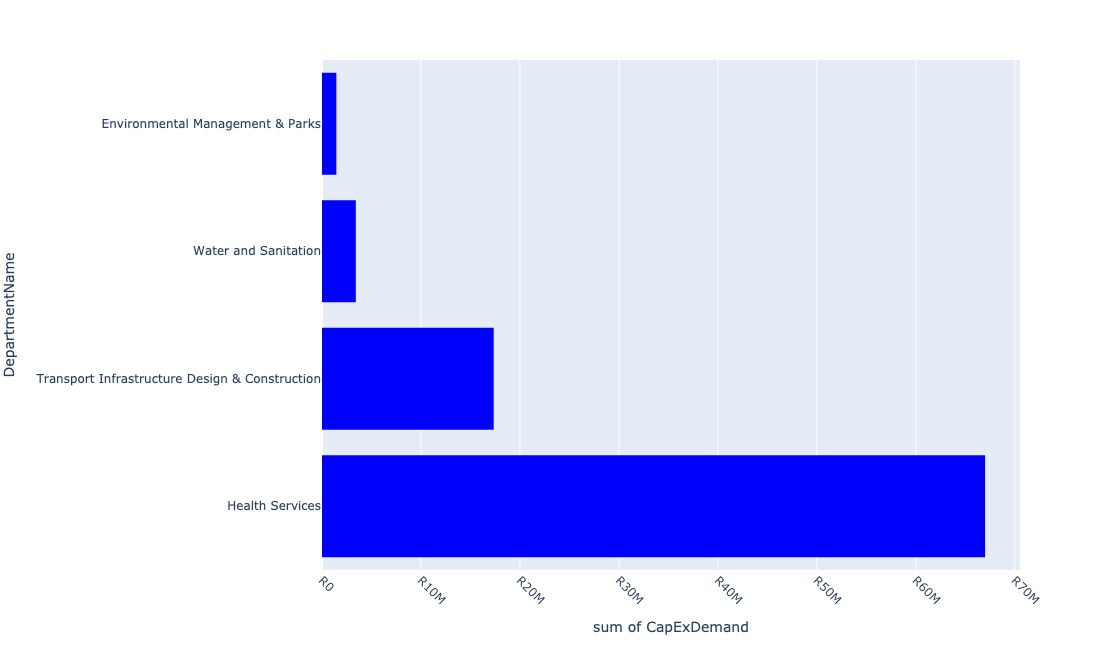 Environmental Management & Parks
Water and Sanitation
Transport Infrastructure Design & Construction
Health Services
DepartmentName
R0
R10M
R20M
R30M
R40M
R50M
R60M
R70M
sum of CapExDemand